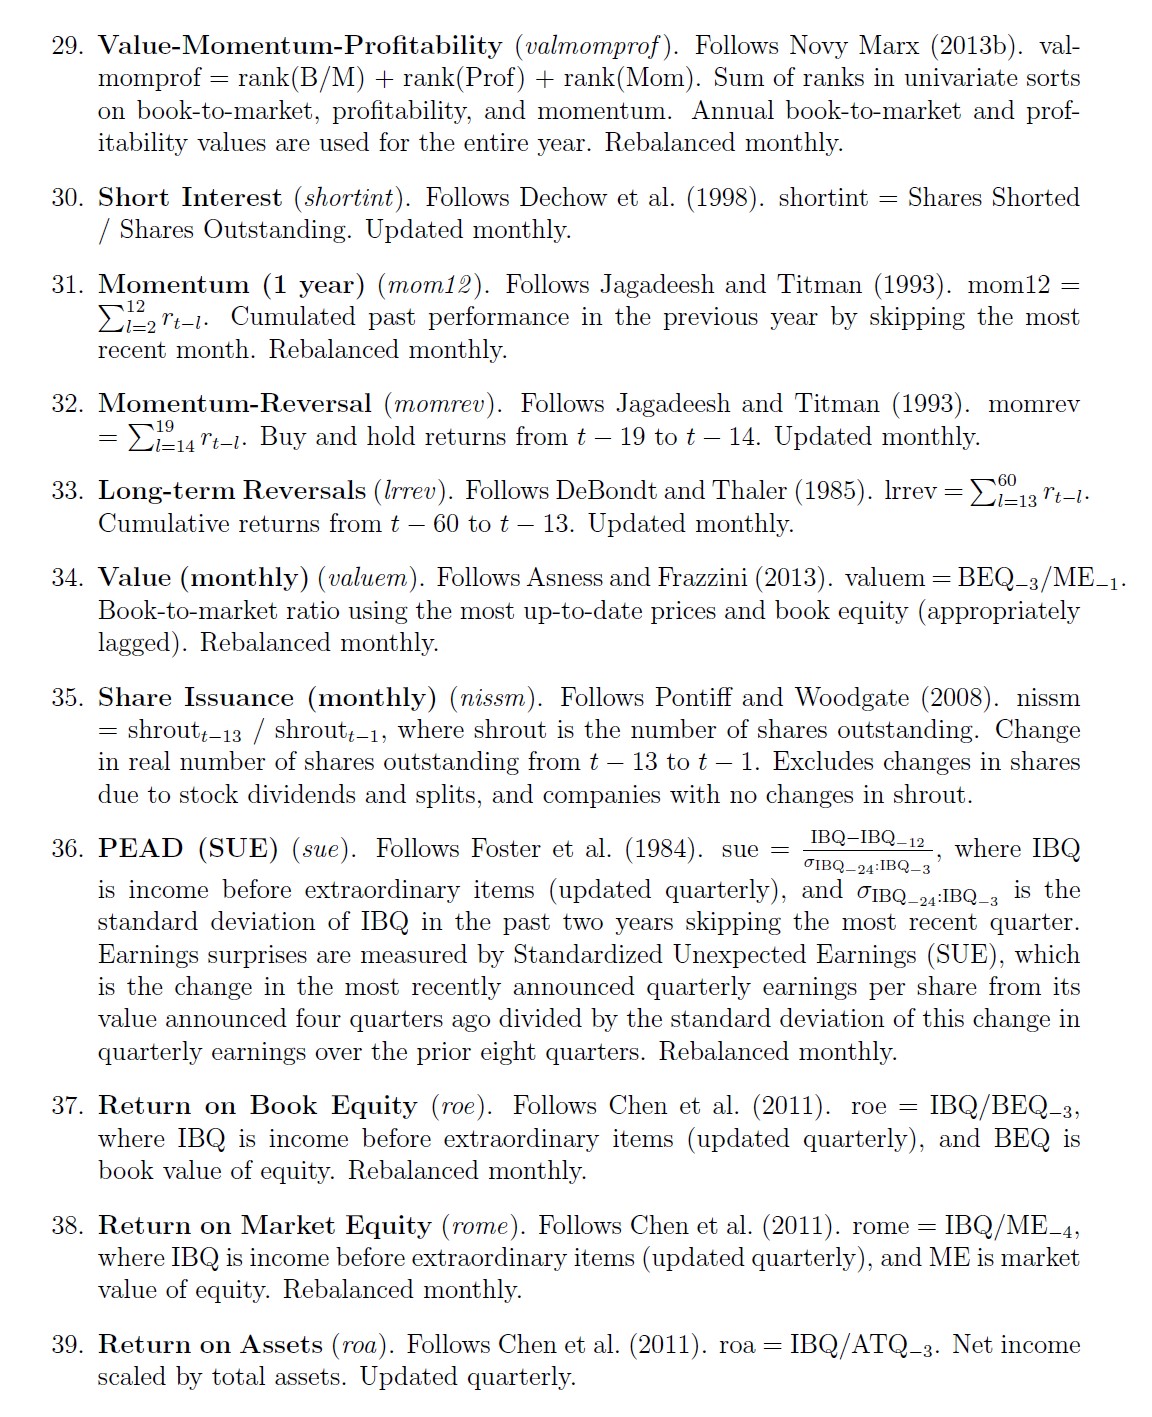 29. Value-Momentum-Profitability (valmomprof). Follows Novy Marx (2013b). val-
momprof = rank(B/M) + rank(Prof) + rank(Mom). Sum of ranks in univariate sorts
on book-to-market, profitability, and momentum. Annual book-to-market and prof-
itability values are used for the entire year. Rebalanced monthly.
30. Short Interest (shortint). Follows Dechow et al. (1998). shortint = Shares Shorted
/ Shares Outstanding. Updated monthly.
31. Momentum (1 year) (mom12). Follows Jagadeesh and Titman (1993). mom12 =
∑_{l=2}^{12} r_{t−l}. Cumulated past performance in the previous year by skipping the most
recent month. Rebalanced monthly.
32. Momentum-Reversal (momrev). Follows Jagadeesh and Titman (1993). momrev
= ∑_{l=14}^{19} r_{t−l}. Buy and hold returns from t − 19 to t − 14. Updated monthly.
33. Long-term Reversals (lrrev). Follows DeBondt and Thaler (1985). lrrev = ∑_{l=13}^{60} r_{t−l}.
Cumulative returns from t − 60 to t − 13. Updated monthly.
34. Value (monthly) (valuem). Follows Asness and Frazzini (2013). valuem = BEQ_{−3}/ME_{−1}.
Book-to-market ratio using the most up-to-date prices and book equity (appropriately
lagged). Rebalanced monthly.
35. Share Issuance (monthly) (nissm). Follows Pontiff and Woodgate (2008). nissm
= shrout_{t−13} / shrout_{t−1}, where shrout is the number of shares outstanding. Change
in real number of shares outstanding from t − 13 to t − 1. Excludes changes in shares
due to stock dividends and splits, and companies with no changes in shrout.
36. PEAD (SUE) (sue). Follows Foster et al. (1984). sue = \frac{IBQ−IBQ_{−12}}{σ_{IBQ_{−24}:IBQ_{−3}}}, where IBQ
is income before extraordinary items (updated quarterly), and σ_{IBQ_{−24}:IBQ_{−3}} is the
standard deviation of IBQ in the past two years skipping the most recent quarter.
Earnings surprises are measured by Standardized Unexpected Earnings (SUE), which
is the change in the most recently announced quarterly earnings per share from its
value announced four quarters ago divided by the standard deviation of this change in
quarterly earnings over the prior eight quarters. Rebalanced monthly.
37. Return on Book Equity (roe). Follows Chen et al. (2011). roe = IBQ/BEQ_{−3},
where IBQ is income before extraordinary items (updated quarterly), and BEQ is
book value of equity. Rebalanced monthly.
38. Return on Market Equity (rome). Follows Chen et al. (2011). rome = IBQ/ME_{−4},
where IBQ is income before extraordinary items (updated quarterly), and ME is market
value of equity. Rebalanced monthly.
39. Return on Assets (roa). Follows Chen et al. (2011). roa = IBQ/ATQ_{−3}. Net income
scaled by total assets. Updated quarterly.